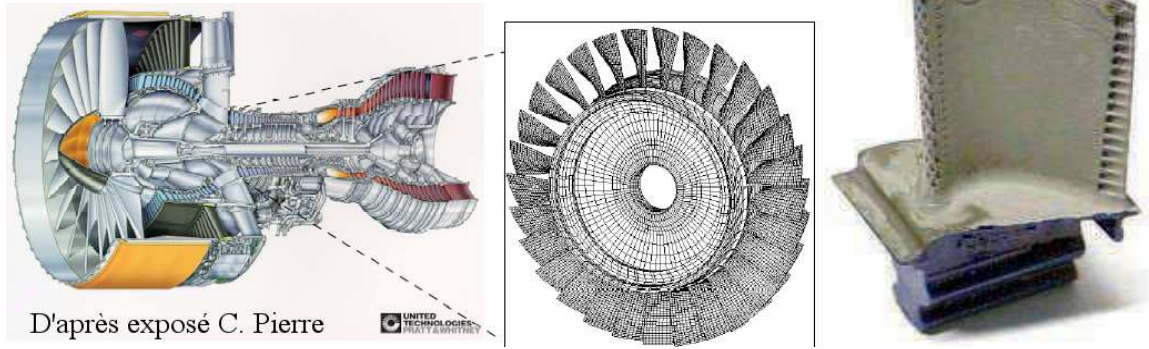 D'après exposé C. Pierre
UNITED
TECHNOLOGIES
PRATT&WHITNEY